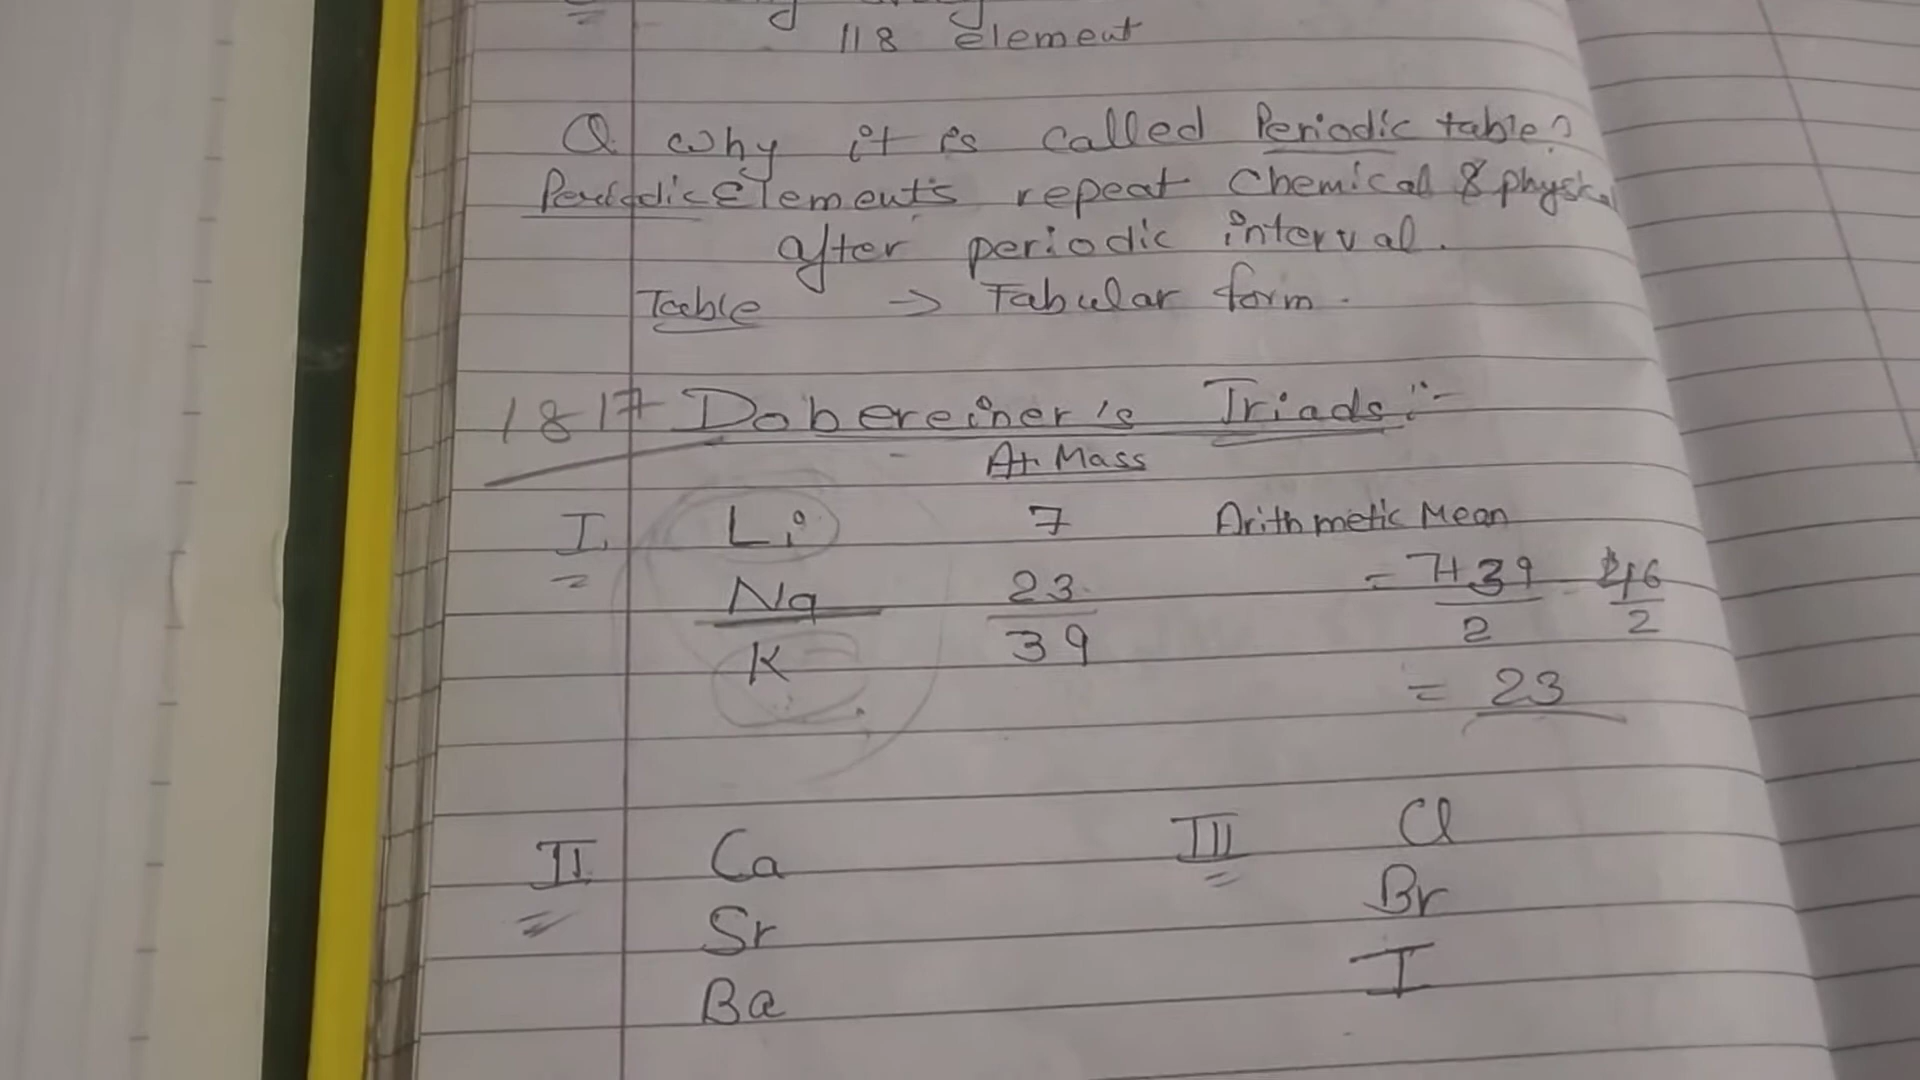 118 element
Q. Why it is called Periodic table?
Periodic Elements repeat Chemical & physical
after periodic interval.
Table -> Tabular form.
1817 Dobereiner's Triads :-
At. Mass
I. Li 7 Arithmetic Mean
Na 23 = 7+39 46
K 39 2 2
= 23
II Ca III Cl
Sr Br
Ba I